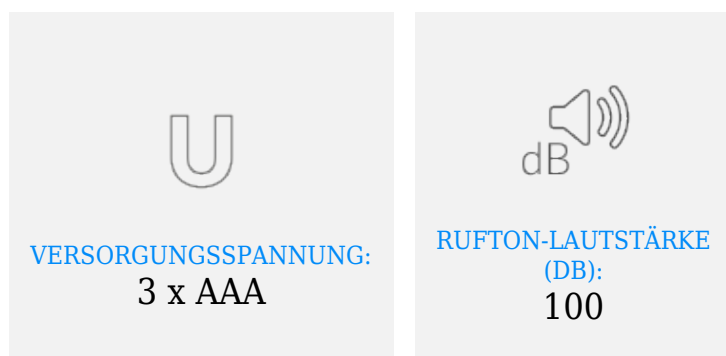 U
VERSORGUNGSSPANNUNG:
3 x AAA
dB
RUFTON-LAUTSTÄRKE
(DB):
100